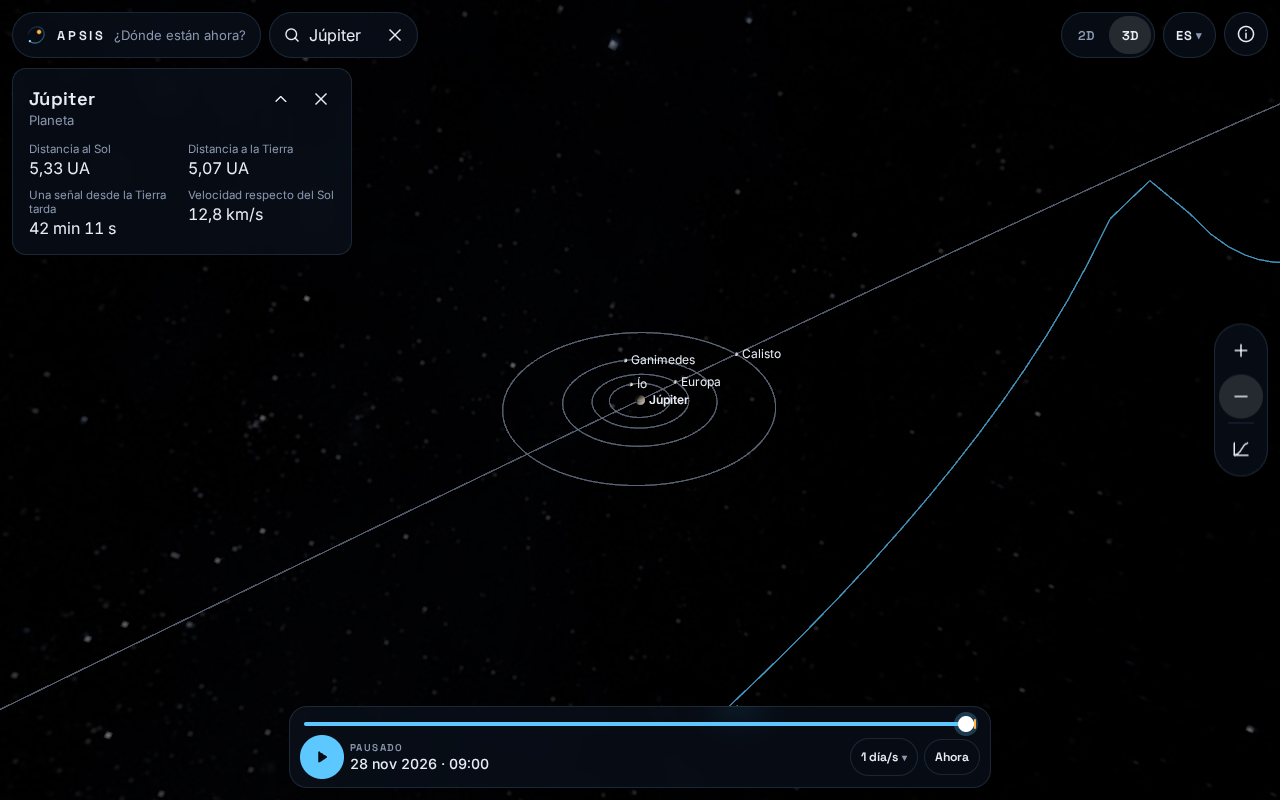 APSIS ¿Dónde están ahora?
Júpiter
2D 3D
ES
Júpiter
Planeta
Distancia al Sol
5,33 UA
Distancia a la Tierra
5,07 UA
Una señal desde la Tierra
tarda
42 min 11 s
Velocidad respecto del Sol
12,8 km/s
Calisto
Ganimedes
Ío
Europa
Júpiter
PAUSADO
28 nov 2026 · 09:00
1 día/s
Ahora